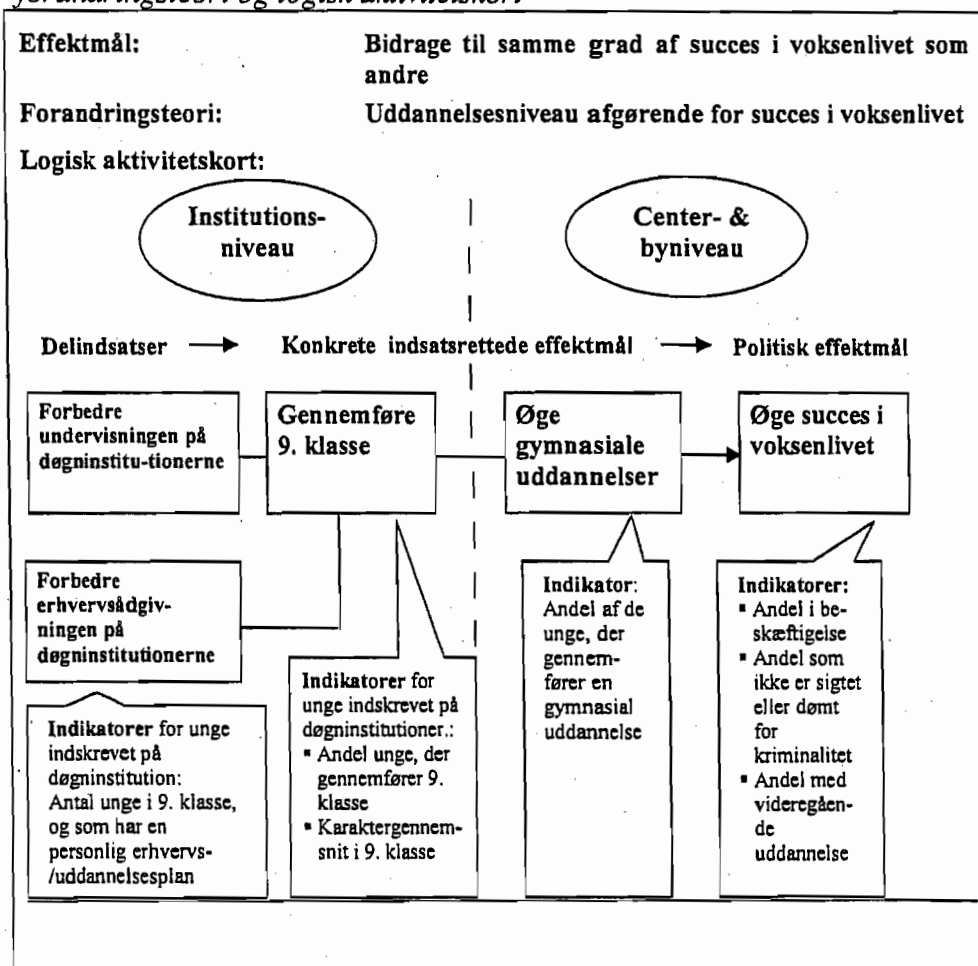 forandringsteori og logisk aktivitetskort
Effektmål:
Bidrage til samme grad af succes i voksenlivet som
andre
Forandringsteori:
Uddannelsesniveau afgørende for succes i voksenlivet
Logisk aktivitetskort:
Institutions-
niveau
Center- &
byniveau
Delindsatser
Konkrete indsatsrettede effektmål
Politisk effektmål
Forbedre
undervisningen på
døgninstitu-tionerne
Gennemføre
9. klasse
Øge
gymnasiale
uddannelser
Øge succes i
voksenlivet
Forbedre
erhvervsådgiv-
ningen på
døgninstitutionerne
Indikatorer for unge
indskrevet på
døgninstitution:
Antal unge i 9. klasse,
og som har en
personlig erhvervs-
/uddannelsesplan
Indikatorer for
unge indskrevet på
døgninstitutioner.:
▪ Andel unge, der
gennemfører 9.
klasse
▪ Karaktergennem-
snit i 9. klasse
Indikator:
Andel af de
unge, der
gennem-
fører en
gymnasial
uddannelse
Indikatorer:
▪ Andel i be-
skæftigelse
▪ Andel som
ikke er sigtet
eller dømt
for
kriminalitet
▪ Andel med
videregåen-
de
uddannelse